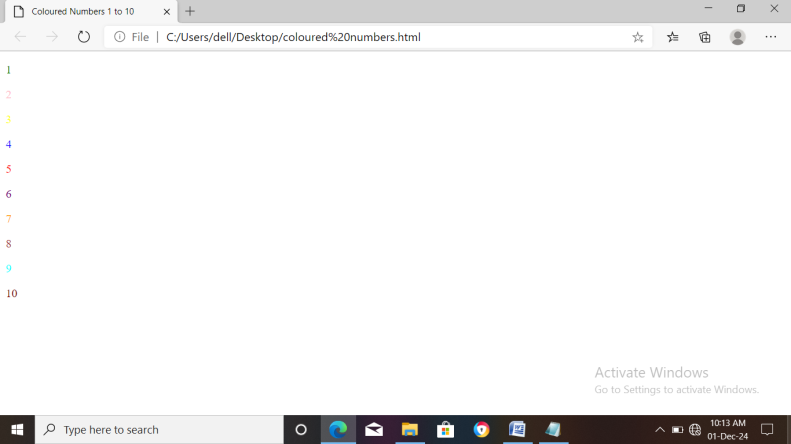 Coloured Numbers 1 to 10
File | C:/Users/dell/Desktop/coloured%20numbers.html
1
2
3
4
5
6
7
8
9
10
Activate Windows
Go to Settings to activate Windows.
Type here to search
10:13 AM
01-Dec-24